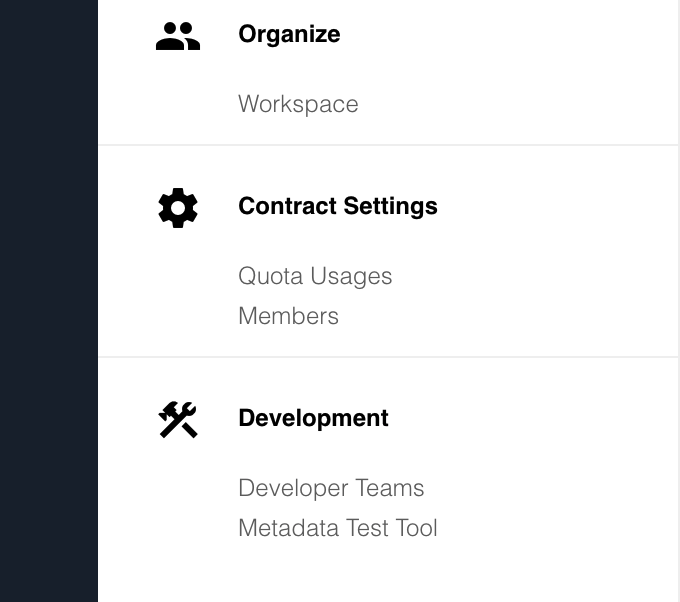 Organize
Workspace
Contract Settings
Quota Usages
Members
Development
Developer Teams
Metadata Test Tool